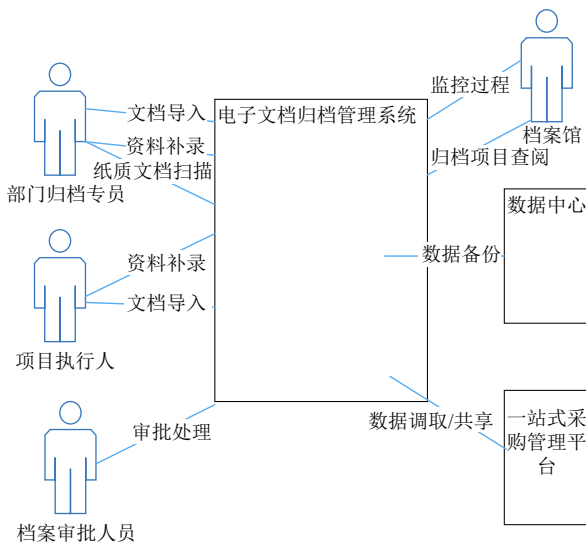 监控过程
文档导入
电子文档归档管理系统
资料补录
档案馆
归档项目查阅
纸质文档扫描
部门归档专员
数据中心
资料补录
数据备份
文档导入
项目执行人
数据调取/共享
一站式采
购管理平
台
审批处理
档案审批人员